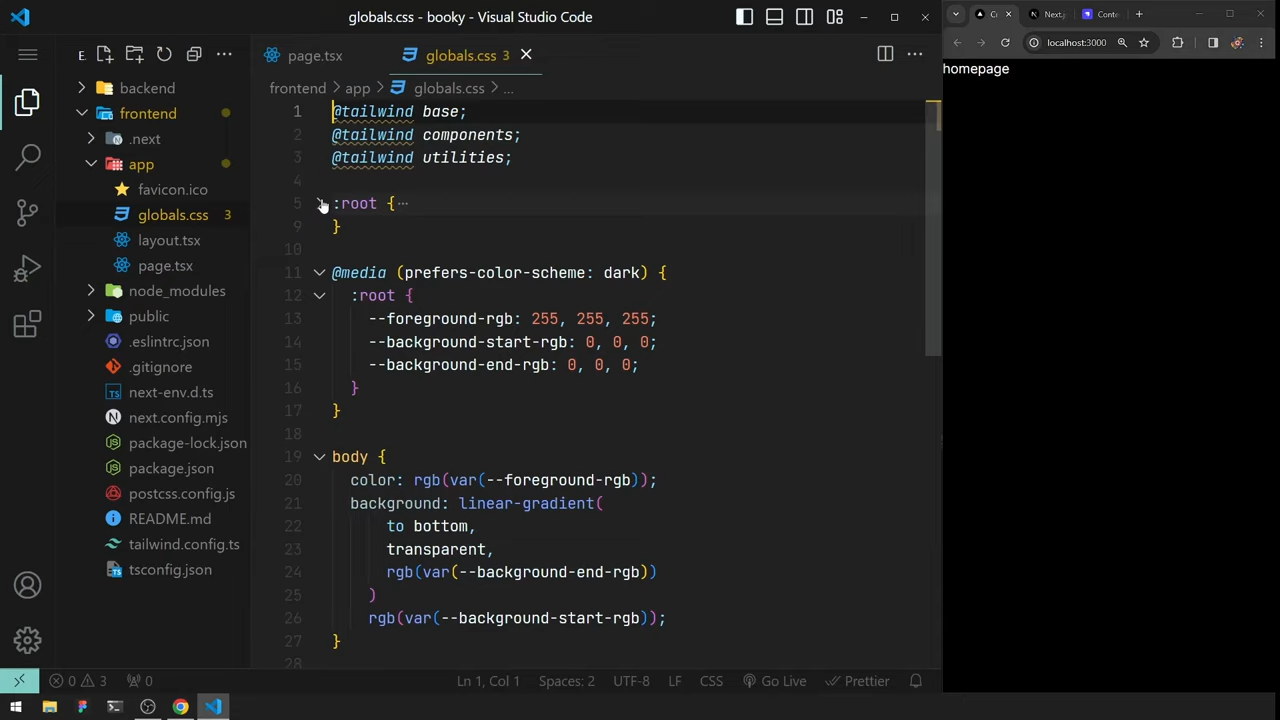 globals.css - booky - Visual Studio Code
E
page.tsx
globals.css 3
frontend > app > globals.css > ...
backend
frontend
.next
app
favicon.ico
globals.css 3
layout.tsx
page.tsx
node_modules
public
.eslintrc.json
.gitignore
next-env.d.ts
next.config.mjs
package-lock.json
package.json
postcss.config.js
README.md
tailwind.config.ts
tsconfig.json
1 @tailwind base;
2 @tailwind components;
3 @tailwind utilities;
4
5 :root {
9 }
10
11 @media (prefers-color-scheme: dark) {
12 :root {
13 --foreground-rgb: 255, 255, 255;
14 --background-start-rgb: 0, 0, 0;
15 --background-end-rgb: 0, 0, 0;
16 }
17 }
18
19 body {
20 color: rgb(var(--foreground-rgb));
21 background: linear-gradient(
22 to bottom,
23 transparent,
24 rgb(var(--background-end-rgb))
25 )
26 rgb(var(--background-start-rgb));
27 }
28
0 3 0
Ln 1, Col 1 Spaces: 2 UTF-8 LF CSS Go Live Prettier
Next.j
Conte
localhost:3000
homepage